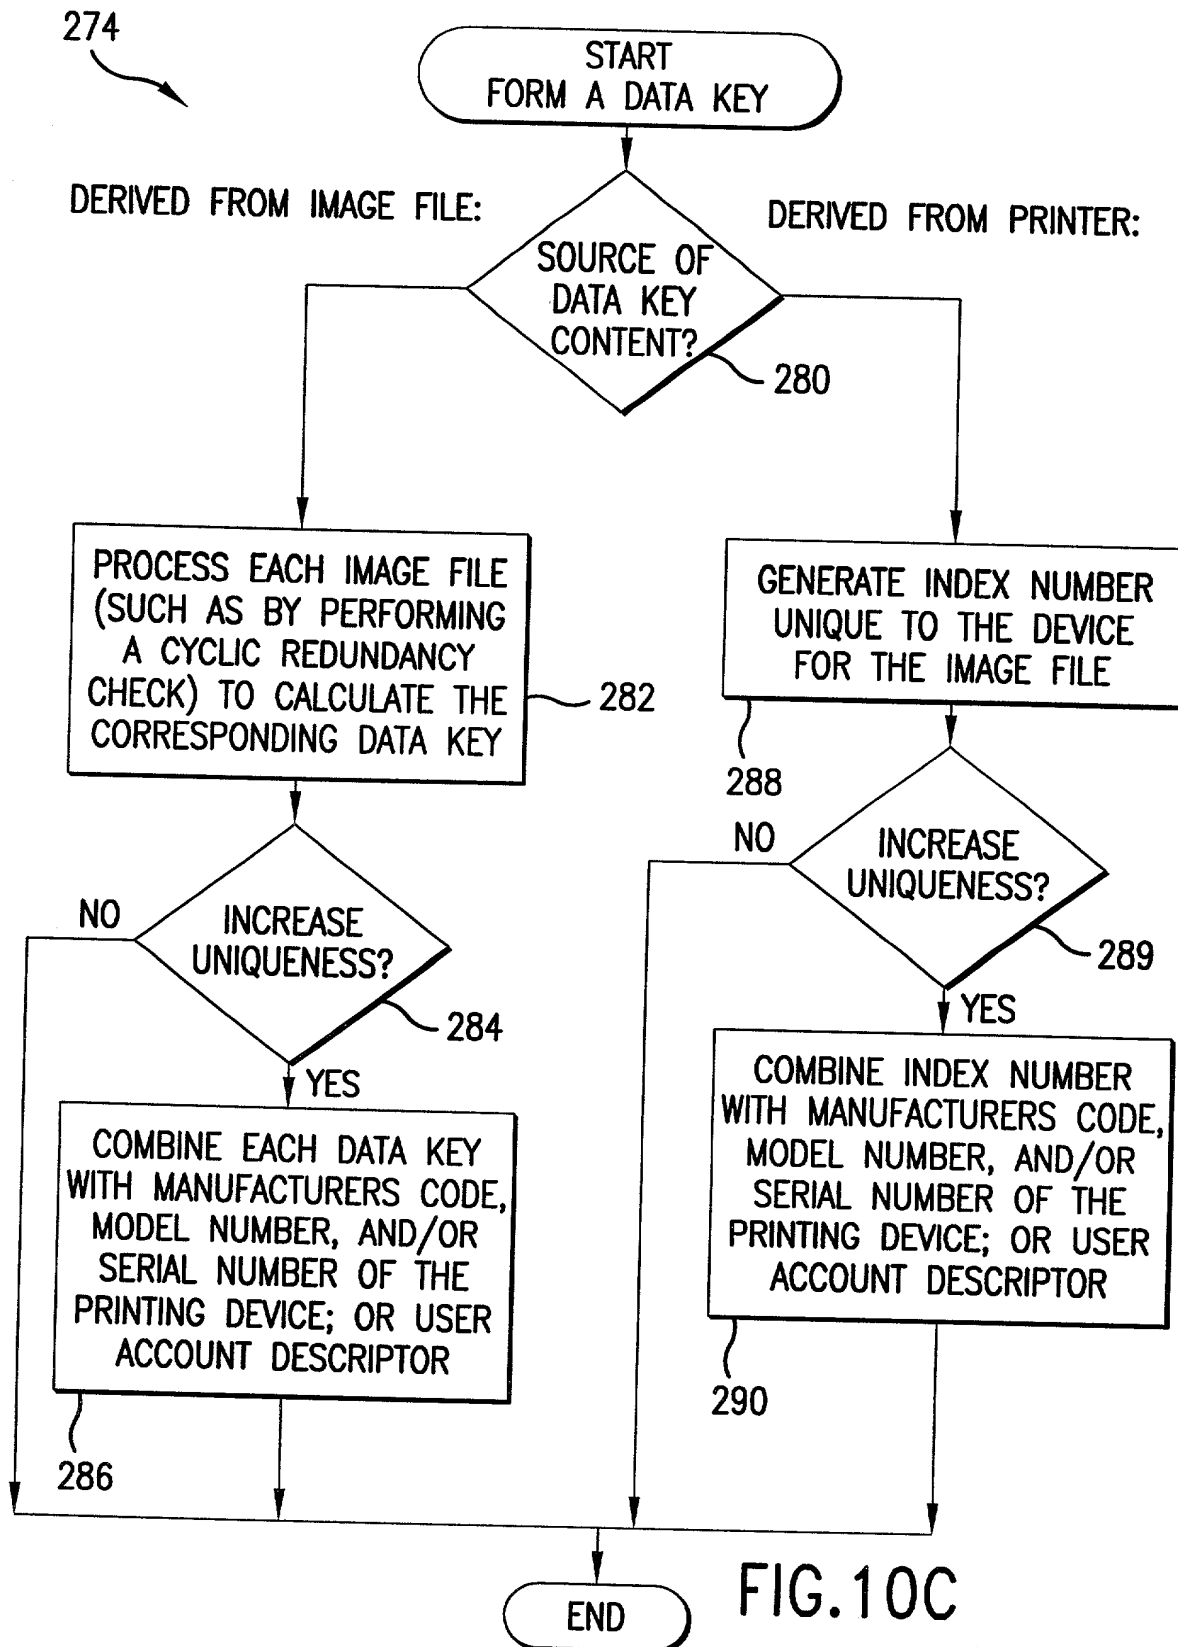 274
START
FORM A DATA KEY
DERIVED FROM IMAGE FILE:
DERIVED FROM PRINTER:
SOURCE OF
DATA KEY
CONTENT?
280
PROCESS EACH IMAGE FILE
(SUCH AS BY PERFORMING
A CYCLIC REDUNDANCY
CHECK) TO CALCULATE THE
CORRESPONDING DATA KEY
282
GENERATE INDEX NUMBER
UNIQUE TO THE DEVICE
FOR THE IMAGE FILE
288
NO
INCREASE
UNIQUENESS?
284
YES
NO
INCREASE
UNIQUENESS?
289
YES
COMBINE EACH DATA KEY
WITH MANUFACTURERS CODE,
MODEL NUMBER, AND/OR
SERIAL NUMBER OF THE
PRINTING DEVICE; OR USER
ACCOUNT DESCRIPTOR
286
COMBINE INDEX NUMBER
WITH MANUFACTURERS CODE,
MODEL NUMBER, AND/OR
SERIAL NUMBER OF THE
PRINTING DEVICE; OR USER
ACCOUNT DESCRIPTOR
290
END
FIG.10C